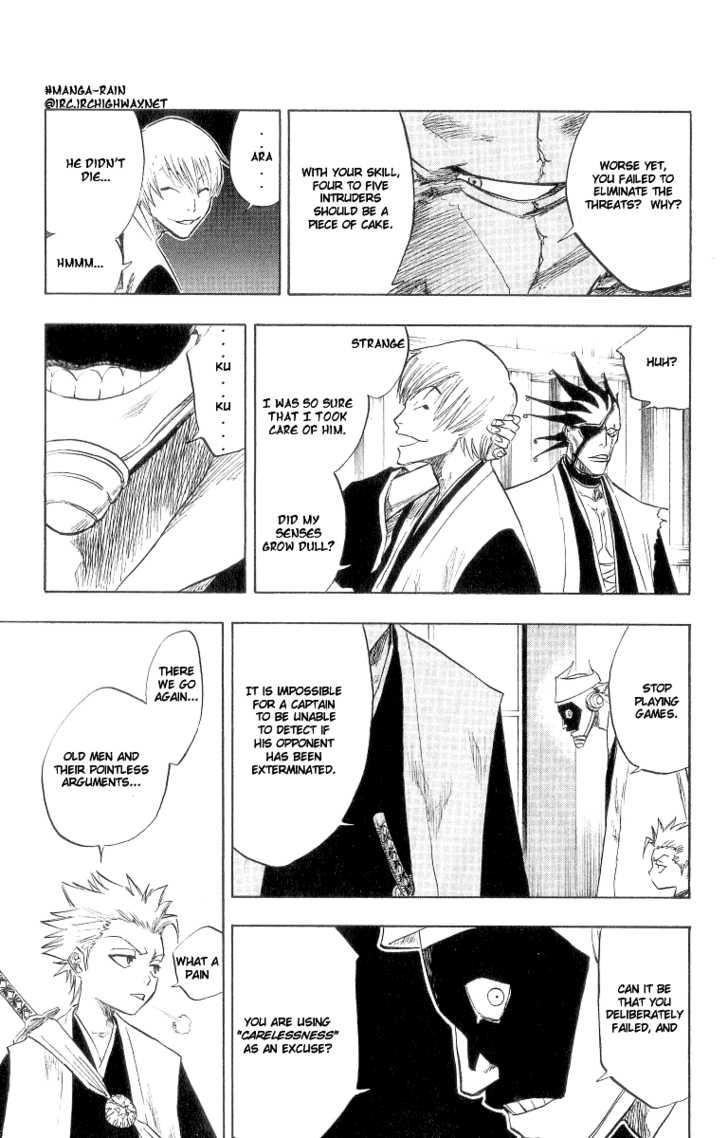 #MANGA-RAIN
@IRC.IRCHIGHWAY.NET
WORSE YET,
YOU FAILED TO
ELIMINATE THE
THREATS? WHY?
WITH YOUR SKILL,
FOUR TO FIVE
INTRUDERS
SHOULD BE A
PIECE OF CAKE.
. . .
ARA
. . .
HE DIDN'T
DIE...
HMMM...
HUH?
STRANGE
I WAS SO SURE
THAT I TOOK
CARE OF HIM.
DID MY
SENSES
GROW DULL?
. . .
KU
.
KU
. . .
STOP
PLAYING
GAMES.
IT IS IMPOSSIBLE
FOR A CAPTAIN
TO BE UNABLE
TO DETECT IF
HIS OPPONENT
HAS BEEN
EXTERMINATED.
THERE
WE GO
AGAIN...
OLD MEN AND
THEIR POINTLESS
ARGUMENTS...
WHAT A
PAIN
CAN IT BE
THAT YOU
DELIBERATELY
FAILED, AND
YOU ARE USING
"CARELESSNESS"
AS AN EXCUSE?